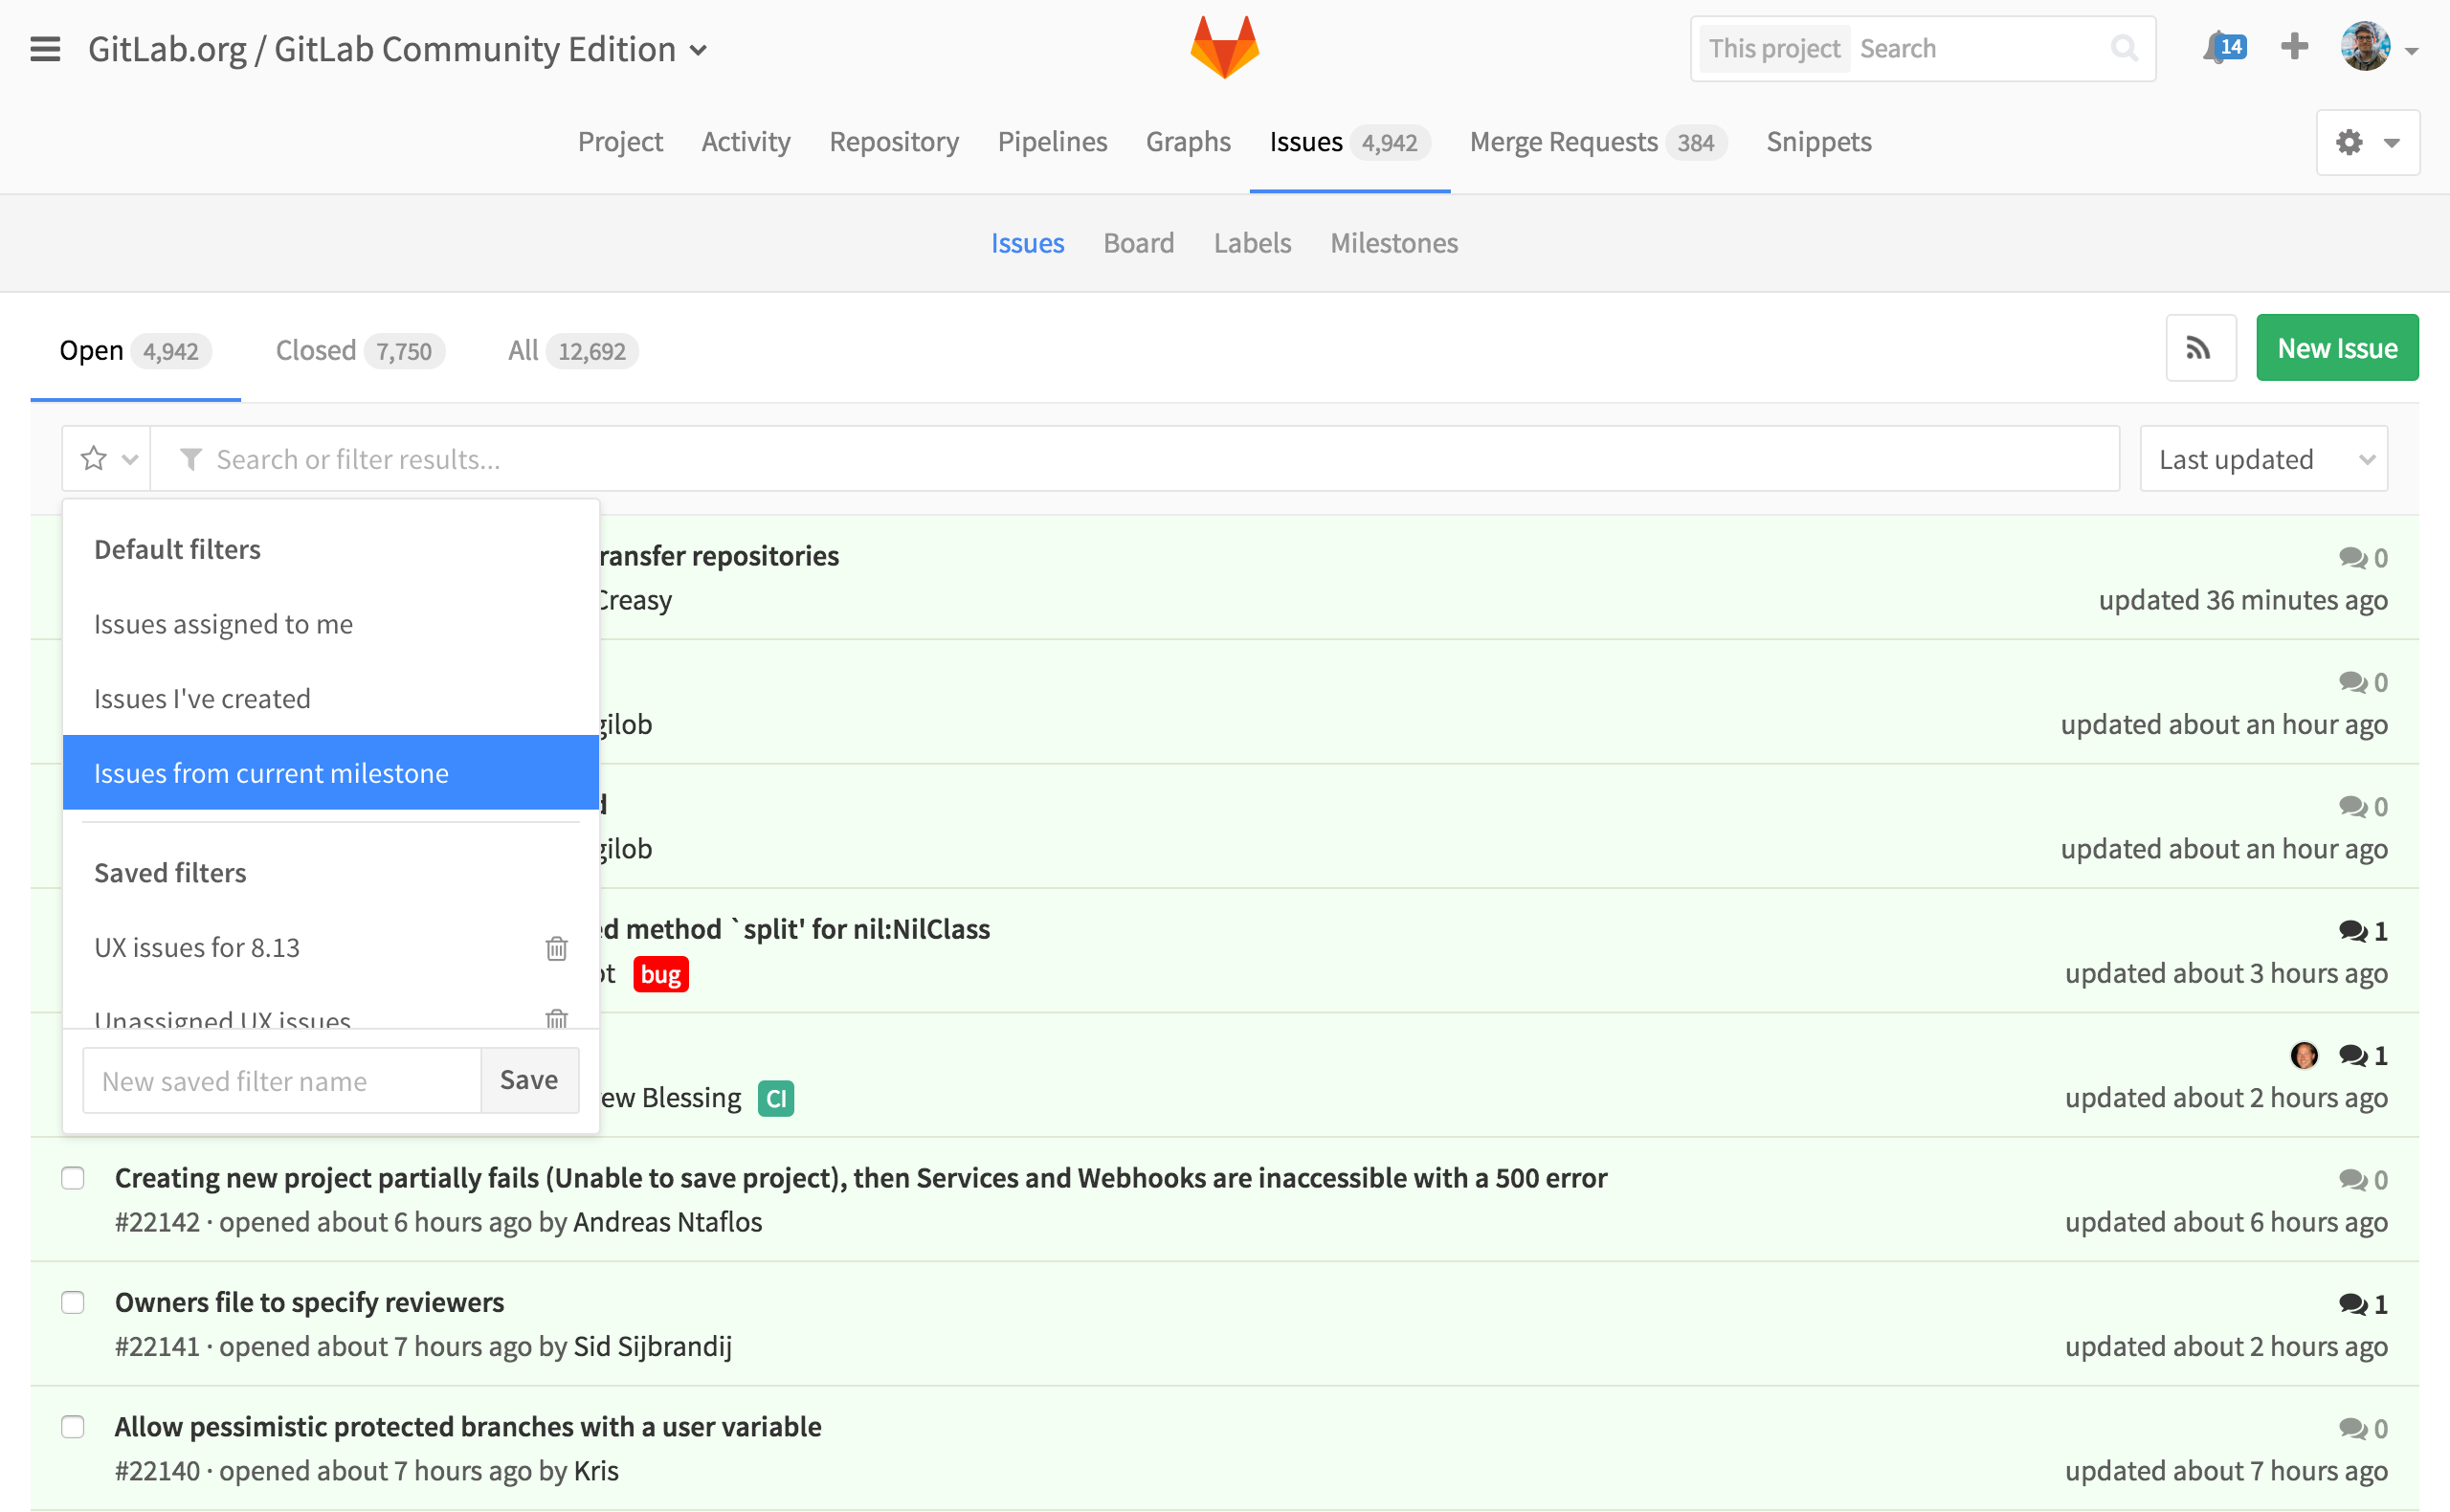 GitLab.org / GitLab Community Edition
This project Search
14
Project Activity Repository Pipelines Graphs Issues 4,942 Merge Requests 384 Snippets
Issues Board Labels Milestones
Open 4,942 Closed 7,750 All 12,692
New Issue
Search or filter results...
Last updated
Default filters
Issues assigned to me
Issues I've created
Issues from current milestone
Saved filters
UX issues for 8.13
Unassigned UX issues
New saved filter name Save
ransfer repositories
0
Creasy
updated 36 minutes ago
0
gilob
updated about an hour ago
d
0
gilob
updated about an hour ago
ed method `split' for nil:NilClass
1
ot bug
updated about 3 hours ago
1
ew Blessing CI
updated about 2 hours ago
Creating new project partially fails (Unable to save project), then Services and Webhooks are inaccessible with a 500 error
0
#22142 · opened about 6 hours ago by Andreas Ntaflos
updated about 6 hours ago
Owners file to specify reviewers
1
#22141 · opened about 7 hours ago by Sid Sijbrandij
updated about 2 hours ago
Allow pessimistic protected branches with a user variable
0
#22140 · opened about 7 hours ago by Kris
updated about 7 hours ago